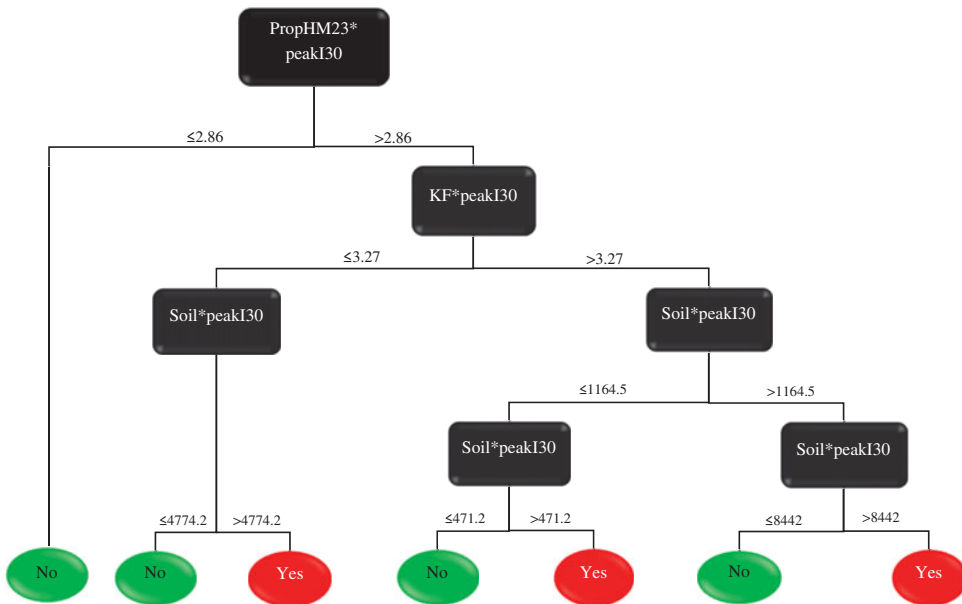 PropHM23*
peakI30
≤2.86
>2.86
KF*peakI30
≤3.27
>3.27
Soil*peakI30
Soil*peakI30
≤1164.5
>1164.5
Soil*peakI30
Soil*peakI30
≤4774.2
>4774.2
≤471.2
>471.2
≤8442
>8442
No
No
Yes
No
Yes
No
Yes